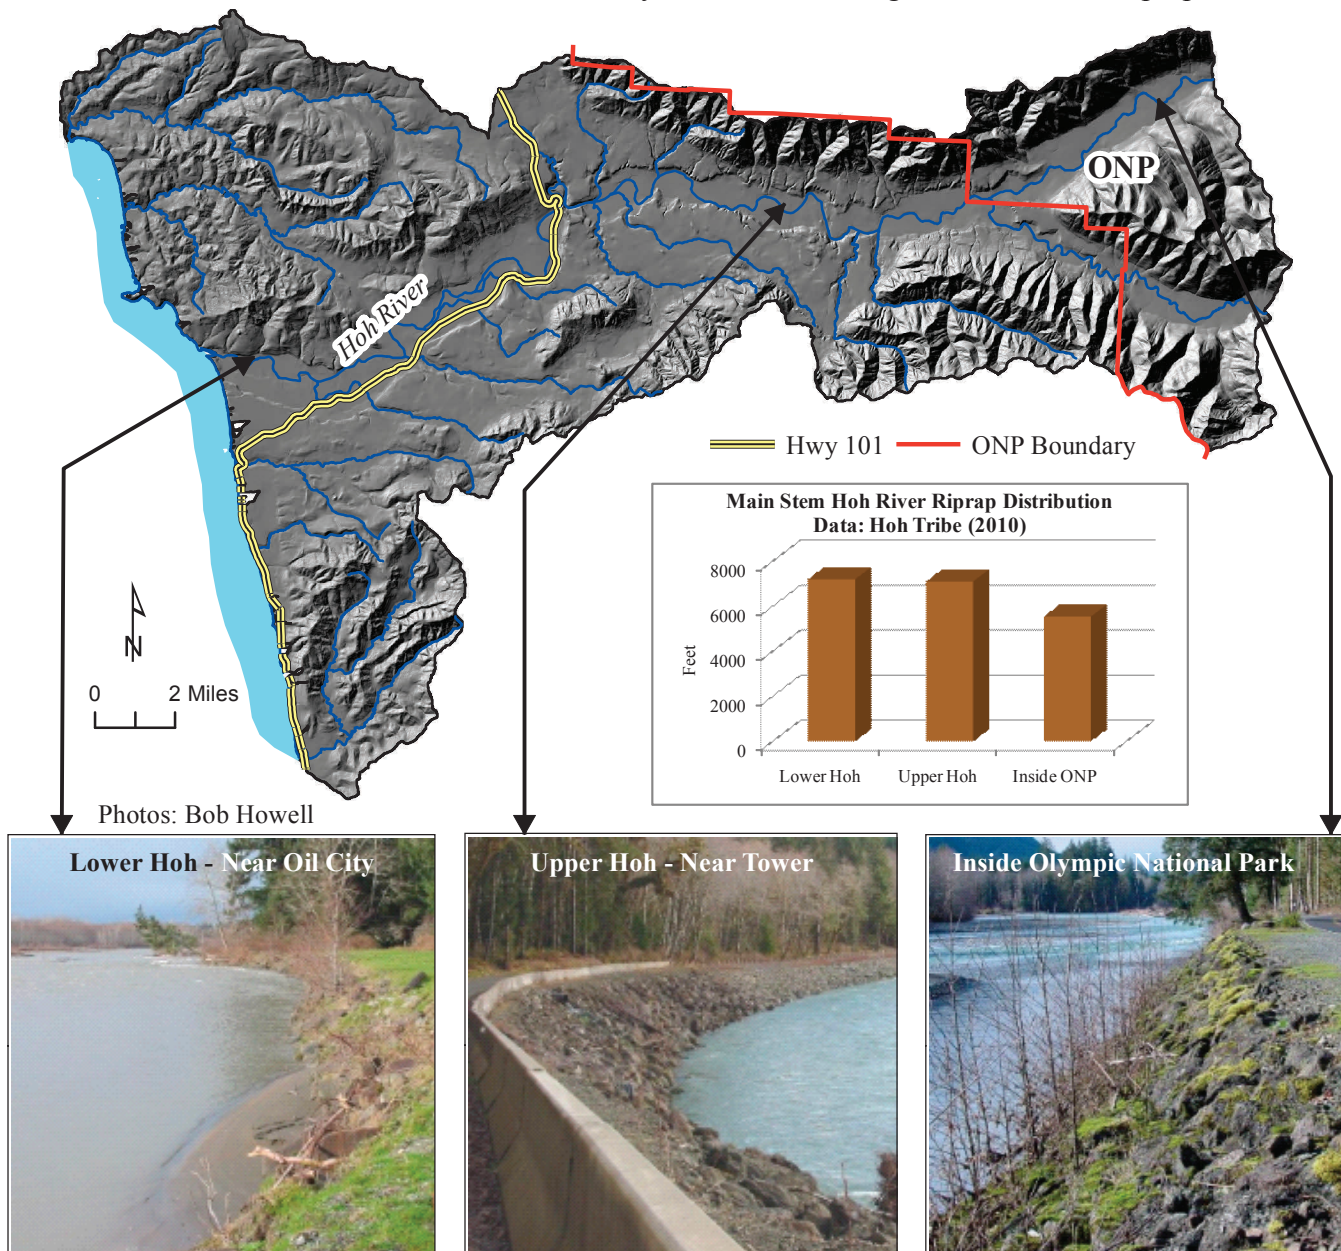 ONP
Hoh River
Hwy 101
ONP Boundary
Main Stem Hoh River Riprap Distribution
Data: Hoh Tribe (2010)
8000
6000
4000
2000
0
Feet
Lower Hoh
Upper Hoh
Inside ONP
N
0
2 Miles
Photos: Bob Howell
Lower Hoh - Near Oil City
Upper Hoh - Near Tower
Inside Olympic National Park